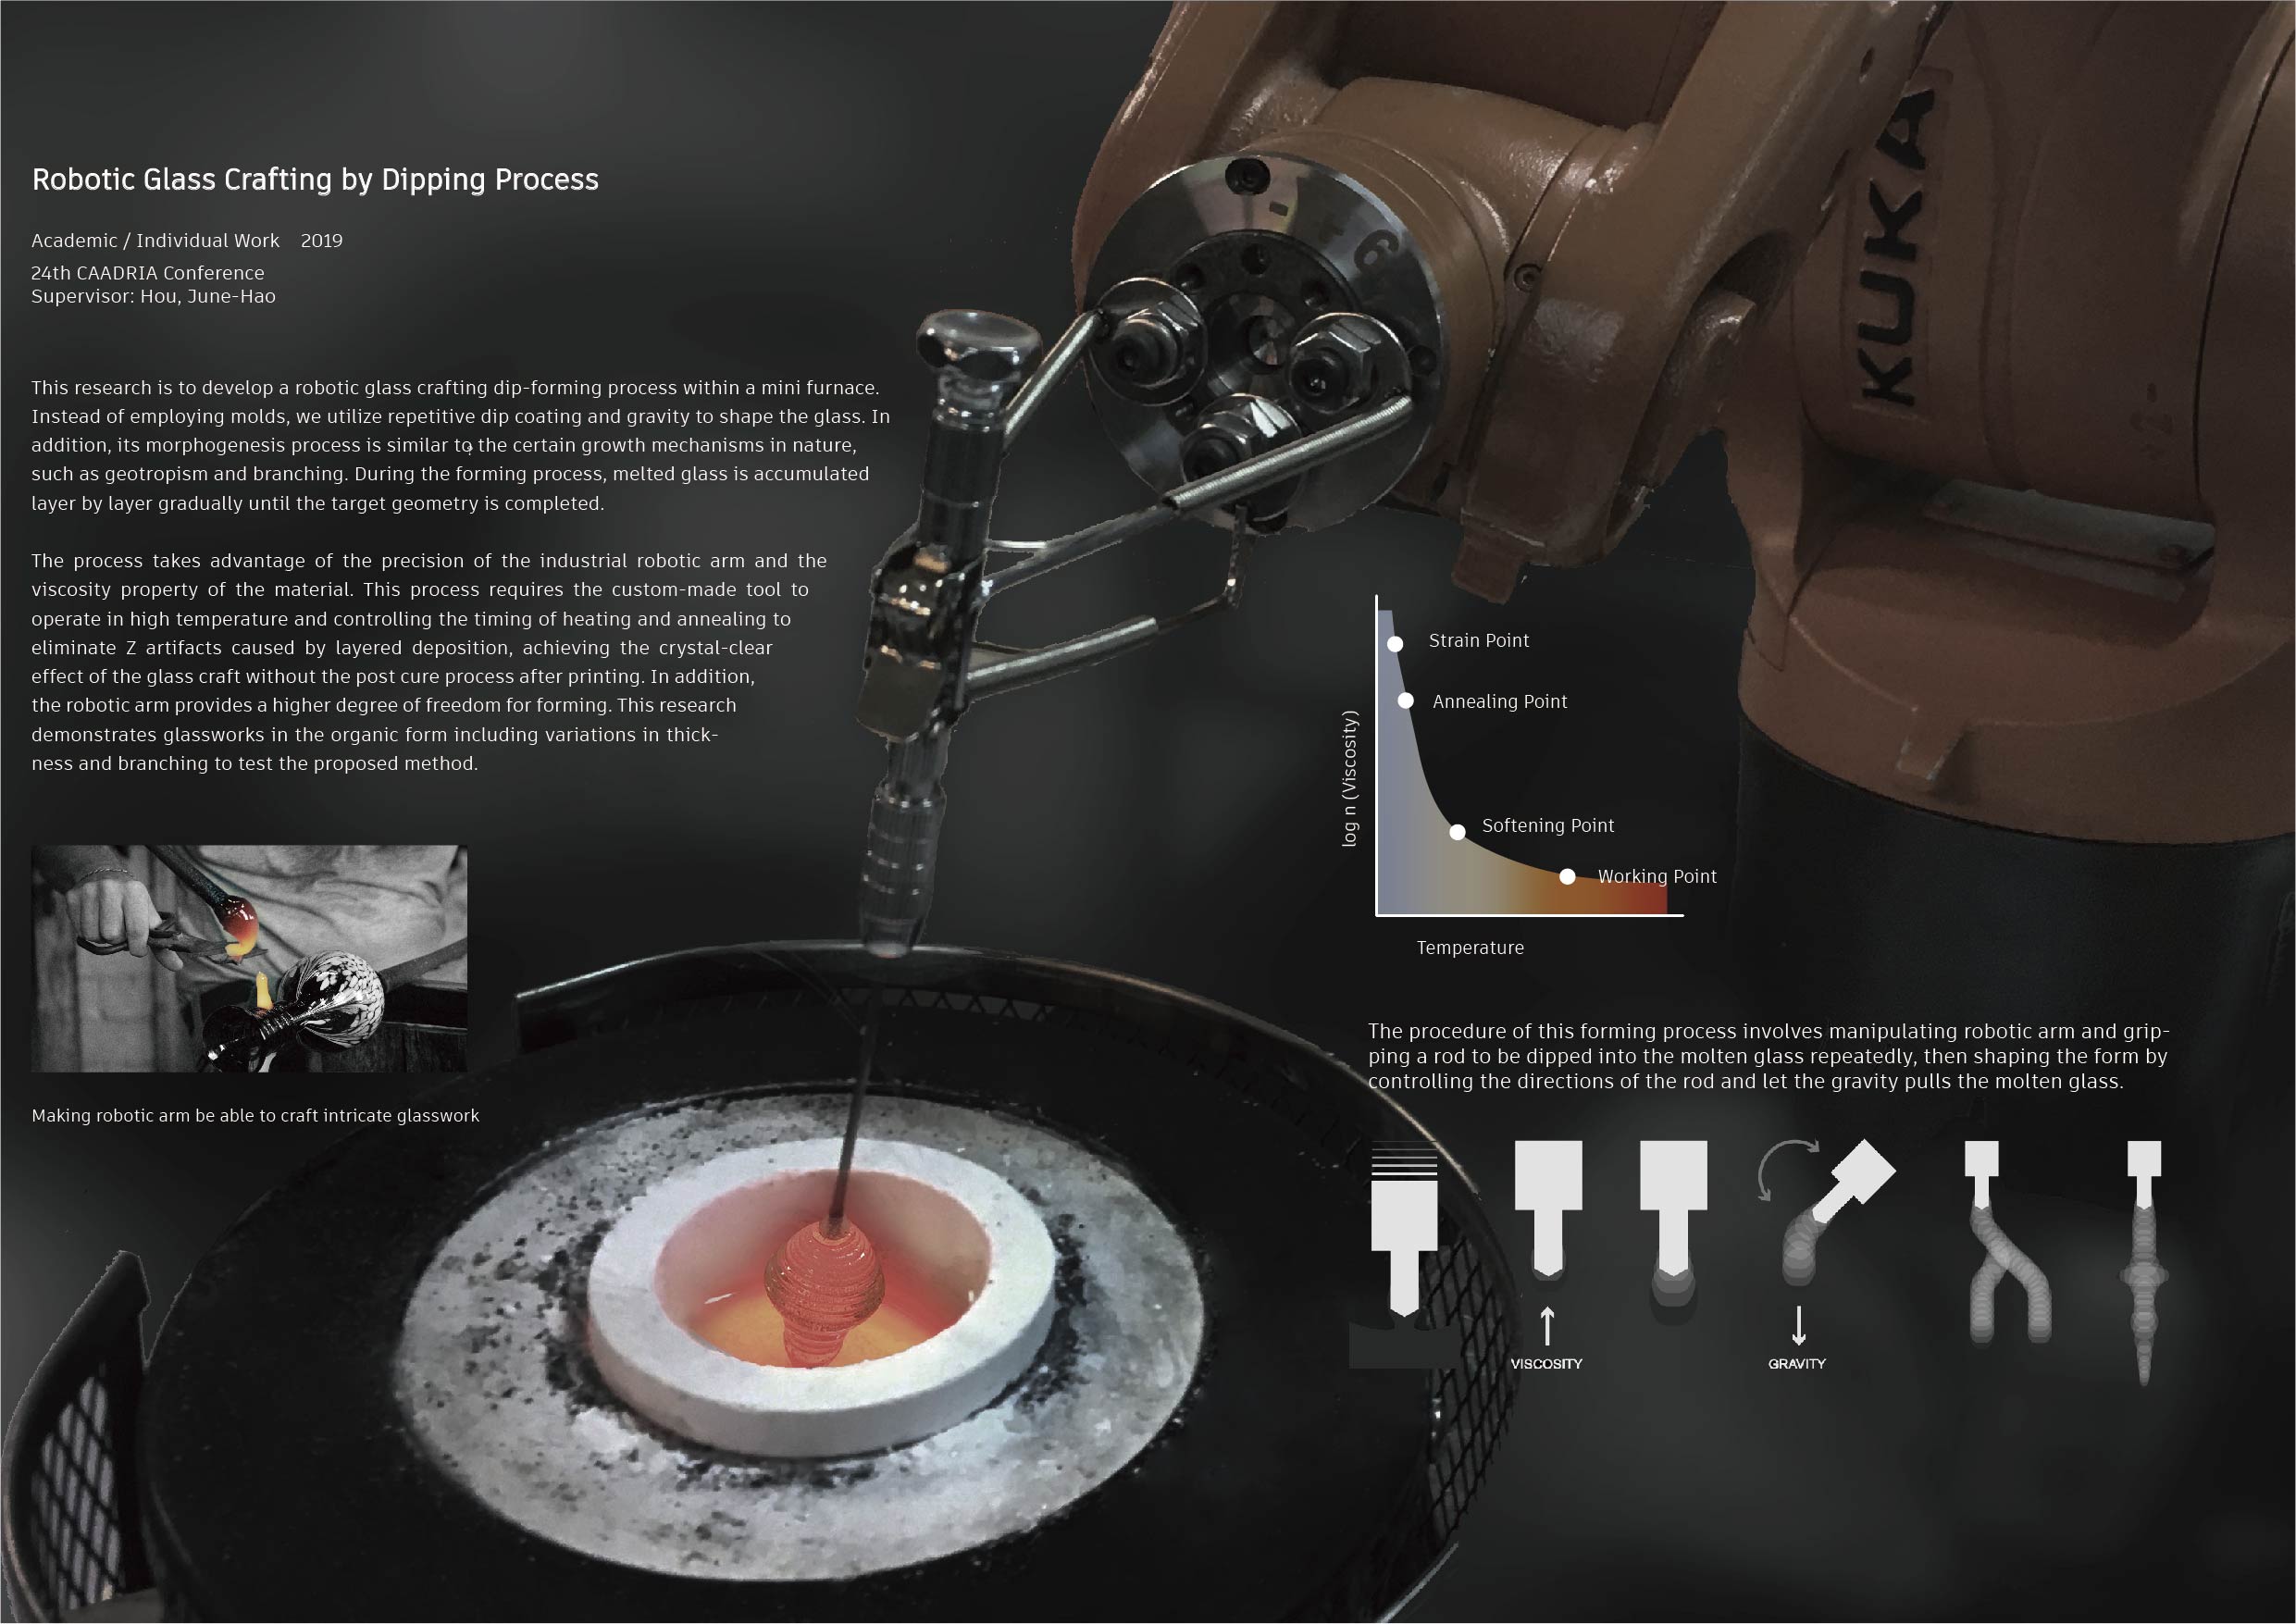 Robotic Glass Crafting by Dipping Process
Academic / Individual Work 2019
24th CAADRIA Conference
Supervisor: Hou, June-Hao
This research is to develop a robotic glass crafting dip-forming process within a mini furnace.
Instead of employing molds, we utilize repetitive dip coating and gravity to shape the glass. In
addition, its morphogenesis process is similar to the certain growth mechanisms in nature,
such as geotropism and branching. During the forming process, melted glass is accumulated
layer by layer gradually until the target geometry is completed.
The process takes advantage of the precision of the industrial robotic arm and the
viscosity property of the material. This process requires the custom-made tool to
operate in high temperature and controlling the timing of heating and annealing to
eliminate Z artifacts caused by layered deposition, achieving the crystal-clear
effect of the glass craft without the post cure process after printing. In addition,
the robotic arm provides a higher degree of freedom for forming. This research
demonstrates glassworks in the organic form including variations in thick-
ness and branching to test the proposed method.
Making robotic arm be able to craft intricate glasswork
KUKA
- 6
Strain Point
Annealing Point
Softening Point
Working Point
log n (Viscosity)
Temperature
The procedure of this forming process involves manipulating robotic arm and grip-
ping a rod to be dipped into the molten glass repeatedly, then shaping the form by
controlling the directions of the rod and let the gravity pulls the molten glass.
VISCOSITY
GRAVITY